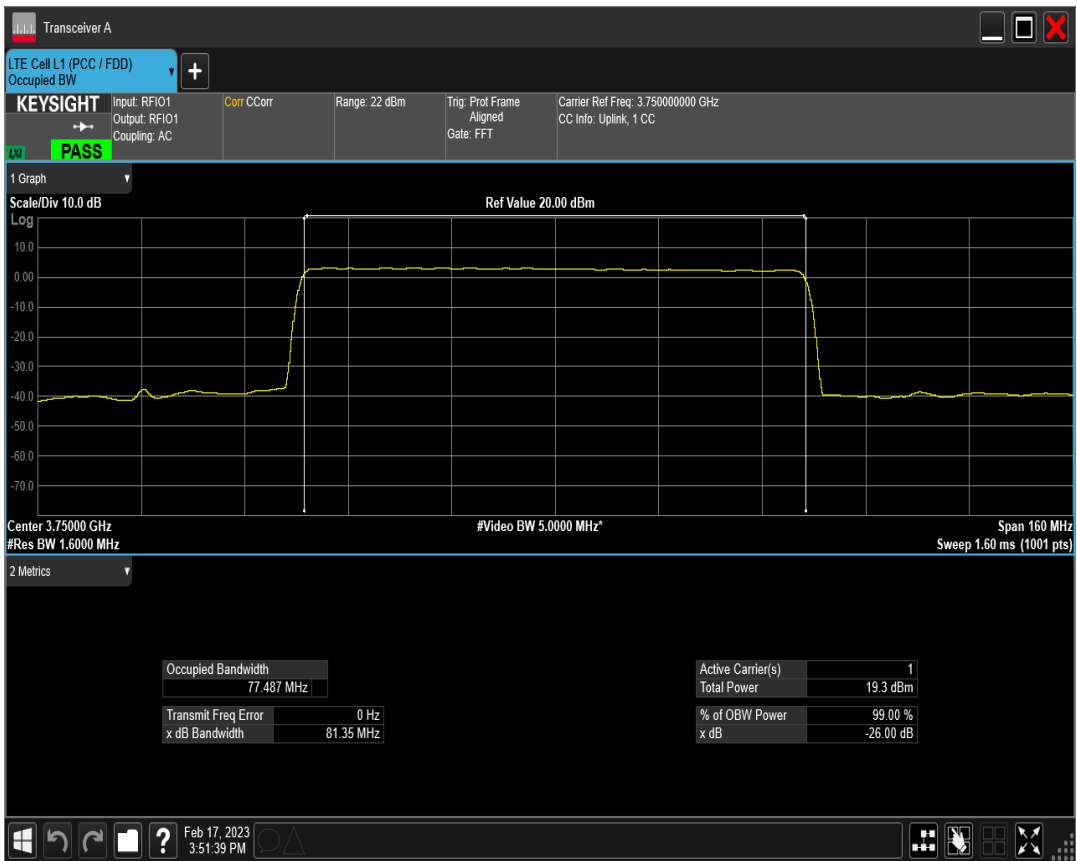 Transceiver A
LTE Cell L1 (PCC / FDD)
Occupied BW
+
KEYSIGHT
LXI
PASS
Input: RFIO1
Output: RFIO1
Coupling: AC
Corr CCorr
Range: 22 dBm
Trig: Prot Frame
Aligned
Gate: FFT
Carrier Ref Freq: 3.750000000 GHz
CC Info: Uplink, 1 CC
1 Graph
Scale/Div 10.0 dB
Ref Value 20.00 dBm
Log
10.0
0.00
-10.0
-20.0
-30.0
-40.0
-50.0
-60.0
-70.0
Center 3.75000 GHz
#Video BW 5.0000 MHz*
Span 160 MHz
#Res BW 1.6000 MHz
Sweep 1.60 ms (1001 pts)
2 Metrics
Occupied Bandwidth
77.487 MHz
Transmit Freq Error 0 Hz
x dB Bandwidth 81.35 MHz
Active Carrier(s) 1
Total Power 19.3 dBm
% of OBW Power 99.00 %
x dB -26.00 dB
?
Feb 17, 2023
3:51:39 PM